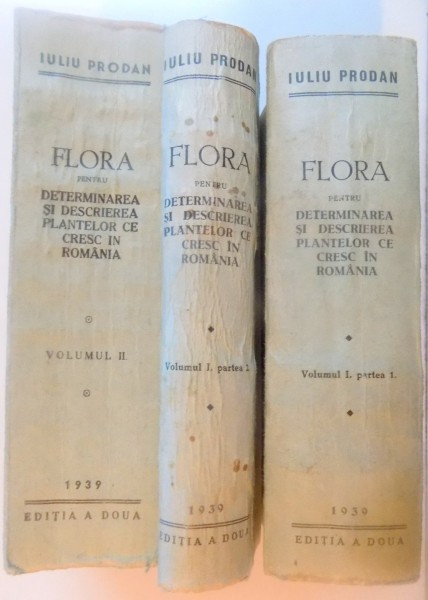 IULIU PRODAN
FLORA
PENTRU
DETERMINAREA
ȘI DESCRIEREA
PLANTELOR CE
CRESC IN
ROMÂNIA
VOLUMUL II
1939
EDIȚIA A DOUA
IULIU PRODAN
FLORA
PENTRU
DETERMINAREA
ȘI DESCRIEREA
PLANTELOR CE
CRESC ÎN
ROMÂNIA
Volumul I. partea 2.
1939
EDIȚIA A DOUA
IULIU PRODAN
FLORA
PENTRU
DETERMINAREA
ȘI DESCRIEREA
PLANTELOR CE
CRESC ÎN
ROMÂNIA
Volumul I. partea 1.
1939
EDIȚIA A DOUA